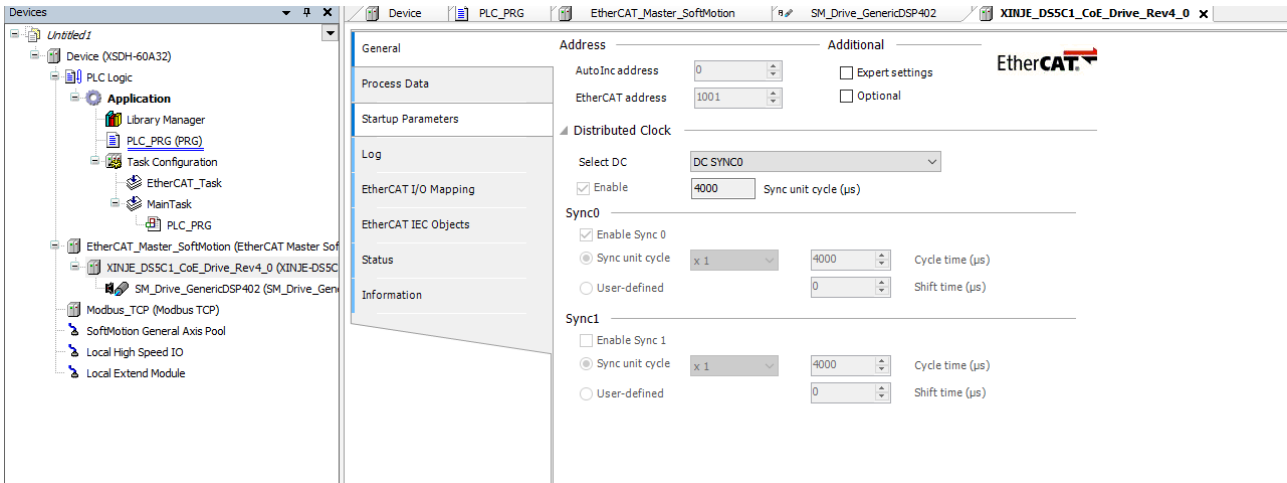 Devices
Untitled1
Device (XSDH-60A32)
PLC Logic
Application
Library Manager
PLC_PRG (PRG)
Task Configuration
EtherCAT_Task
MainTask
PLC_PRG
EtherCAT_Master_SoftMotion (EtherCAT Master Sof
XINJE_DS5C1_CoE_Drive_Rev4_0 (XINJE-DS5C
SM_Drive_GenericDSP402 (SM_Drive_Gen
Modbus_TCP (Modbus TCP)
SoftMotion General Axis Pool
Local High Speed IO
Local Extend Module
Device PLC_PRG EtherCAT_Master_SoftMotion SM_Drive_GenericDSP402 XINJE_DS5C1_CoE_Drive_Rev4_0 x
General
Process Data
Startup Parameters
Log
EtherCAT I/O Mapping
EtherCAT IEC Objects
Status
Information
Address
AutoInc address 0
EtherCAT address 1001
Additional
Expert settings
Optional
EtherCAT.
Distributed Clock
Select DC DC SYNC0
Enable 4000 Sync unit cycle (µs)
Sync0
Enable Sync 0
Sync unit cycle x 1 4000 Cycle time (µs)
User-defined 0 Shift time (µs)
Sync1
Enable Sync 1
Sync unit cycle x 1 4000 Cycle time (µs)
User-defined 0 Shift time (µs)